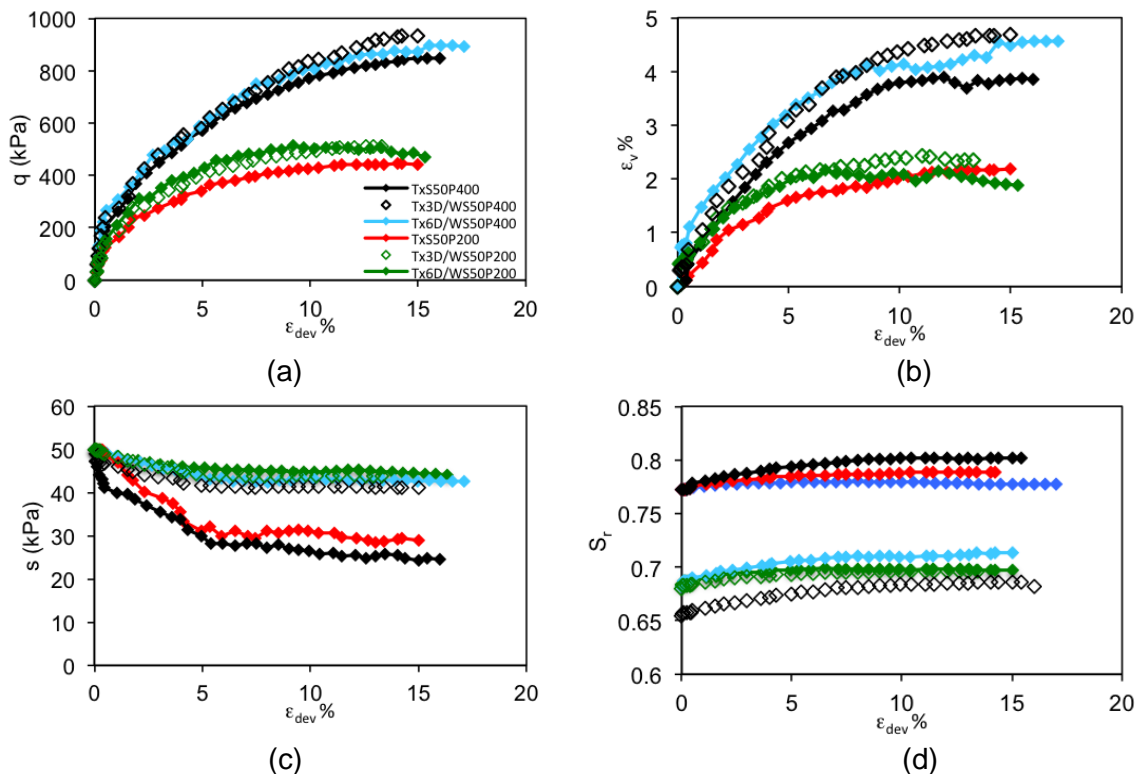 1000
800
600
400
200
0
q (kPa)
TxS50P400
Tx3D/WS50P400
Tx6D/WS50P400
TxS50P200
Tx3D/WS50P200
Tx6D/WS50P200
0 5 10 15 20
εdev%
(a)
5
4
3
2
1
0
εv%
0 5 10 15 20
εdev%
(b)
60
50
40
30
20
10
0
s (kPa)
0 5 10 15 20
εdev%
(c)
0.85
0.8
0.75
0.7
0.65
0.6
Sr
0 5 10 15 20
εdev%
(d)